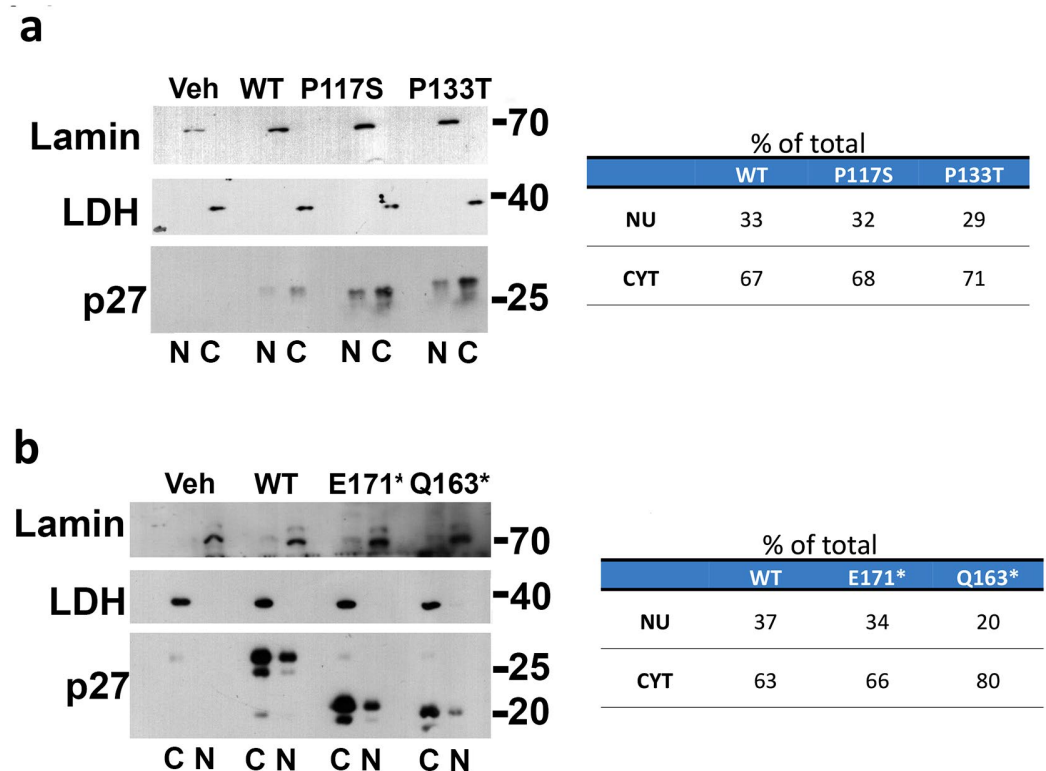 a
Veh WT P117S P133T
Lamin
-70
LDH
-40
p27
-25
N C N C N C N C
% of total
WT P117S P133T
NU 33 32 29
CYT 67 68 71
b
Veh WT E171* Q163*
Lamin
-70
LDH
-40
p27
-25
-20
C N C N C N C N
% of total
WT E171* Q163*
NU 37 34 20
CYT 63 66 80